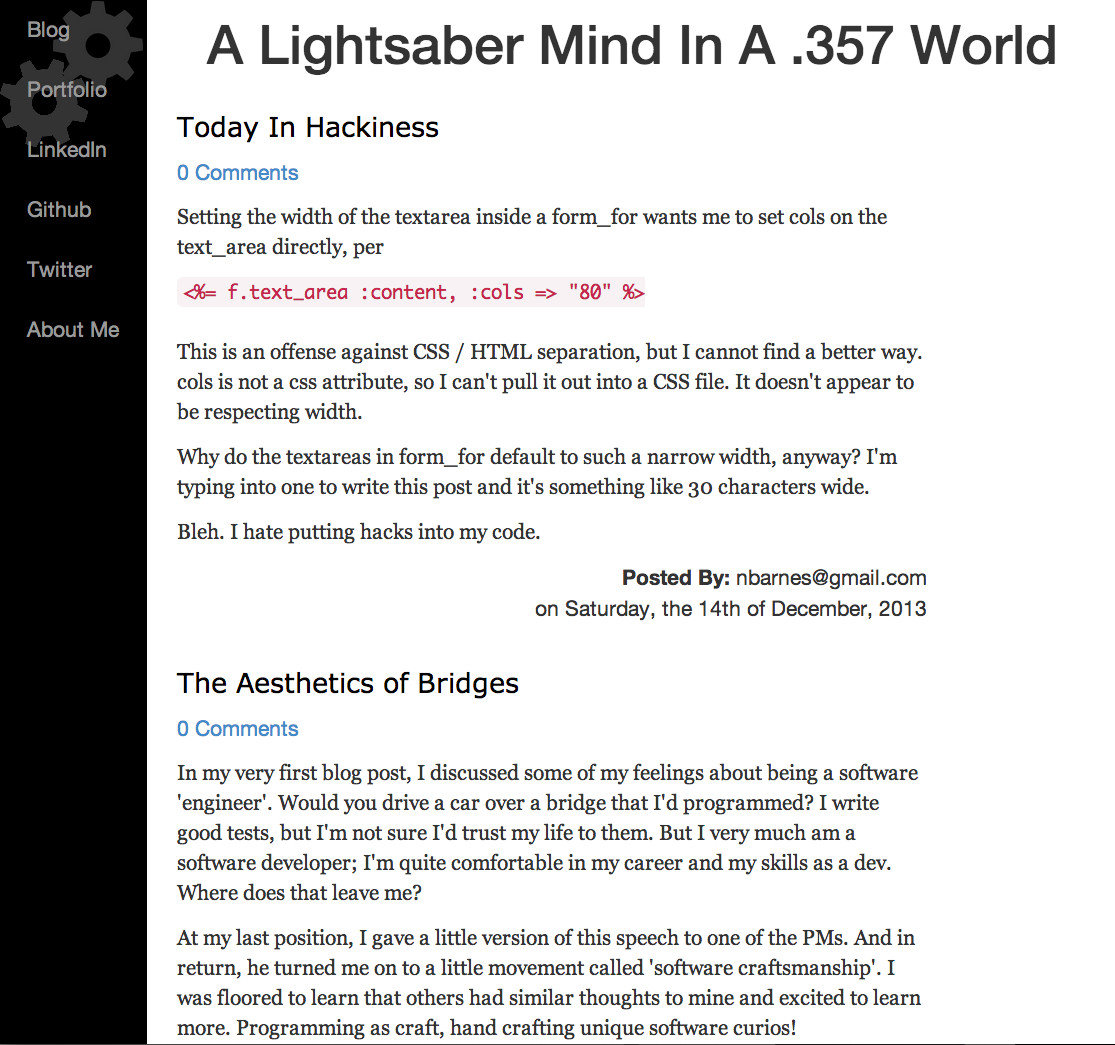 Blog
Portfolio
LinkedIn
Github
Twitter
About Me
A Lightsaber Mind In A .357 World
Today In Hackiness
0 Comments
Setting the width of the textarea inside a form_for wants me to set cols on the
text_area directly, per
<%= f.text_area :content, :cols => "80" %>
This is an offense against CSS / HTML separation, but I cannot find a better way.
cols is not a css attribute, so I can't pull it out into a CSS file. It doesn't appear to
be respecting width.
Why do the textareas in form_for default to such a narrow width, anyway? I'm
typing into one to write this post and it's something like 30 characters wide.
Bleh. I hate putting hacks into my code.
Posted By: nbarnes@gmail.com
on Saturday, the 14th of December, 2013
The Aesthetics of Bridges
0 Comments
In my very first blog post, I discussed some of my feelings about being a software
'engineer'. Would you drive a car over a bridge that I'd programmed? I write
good tests, but I'm not sure I'd trust my life to them. But I very much am a
software developer; I'm quite comfortable in my career and my skills as a dev.
Where does that leave me?
At my last position, I gave a little version of this speech to one of the PMs. And in
return, he turned me on to a little movement called 'software craftsmanship'. I
was floored to learn that others had similar thoughts to mine and excited to learn
more. Programming as craft, hand crafting unique software curios!